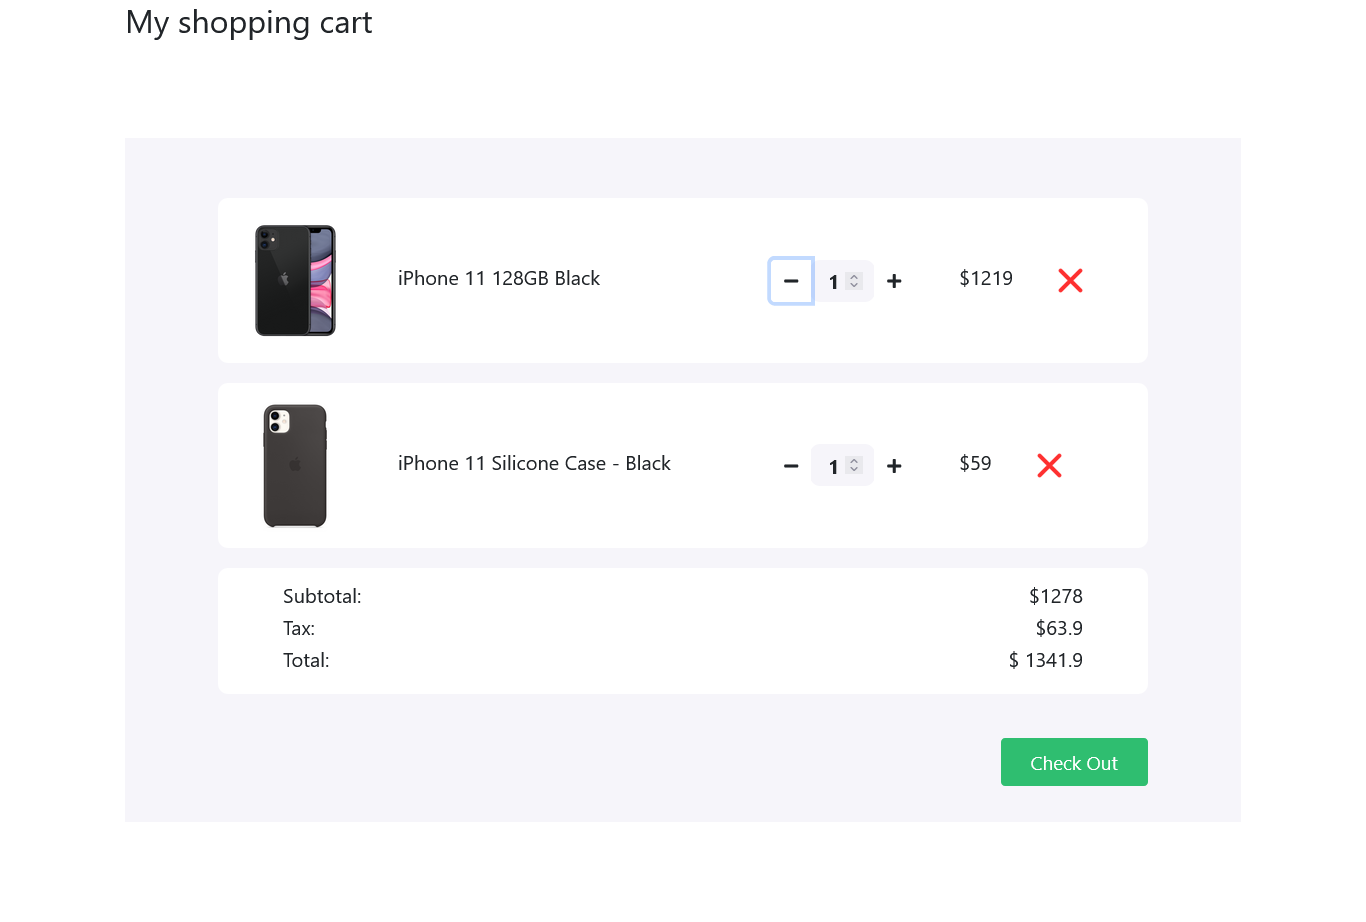 My shopping cart
iPhone 11 128GB Black
1
$1219
iPhone 11 Silicone Case - Black
1
$59
Subtotal: $1278
Tax: $63.9
Total: $ 1341.9
Check Out